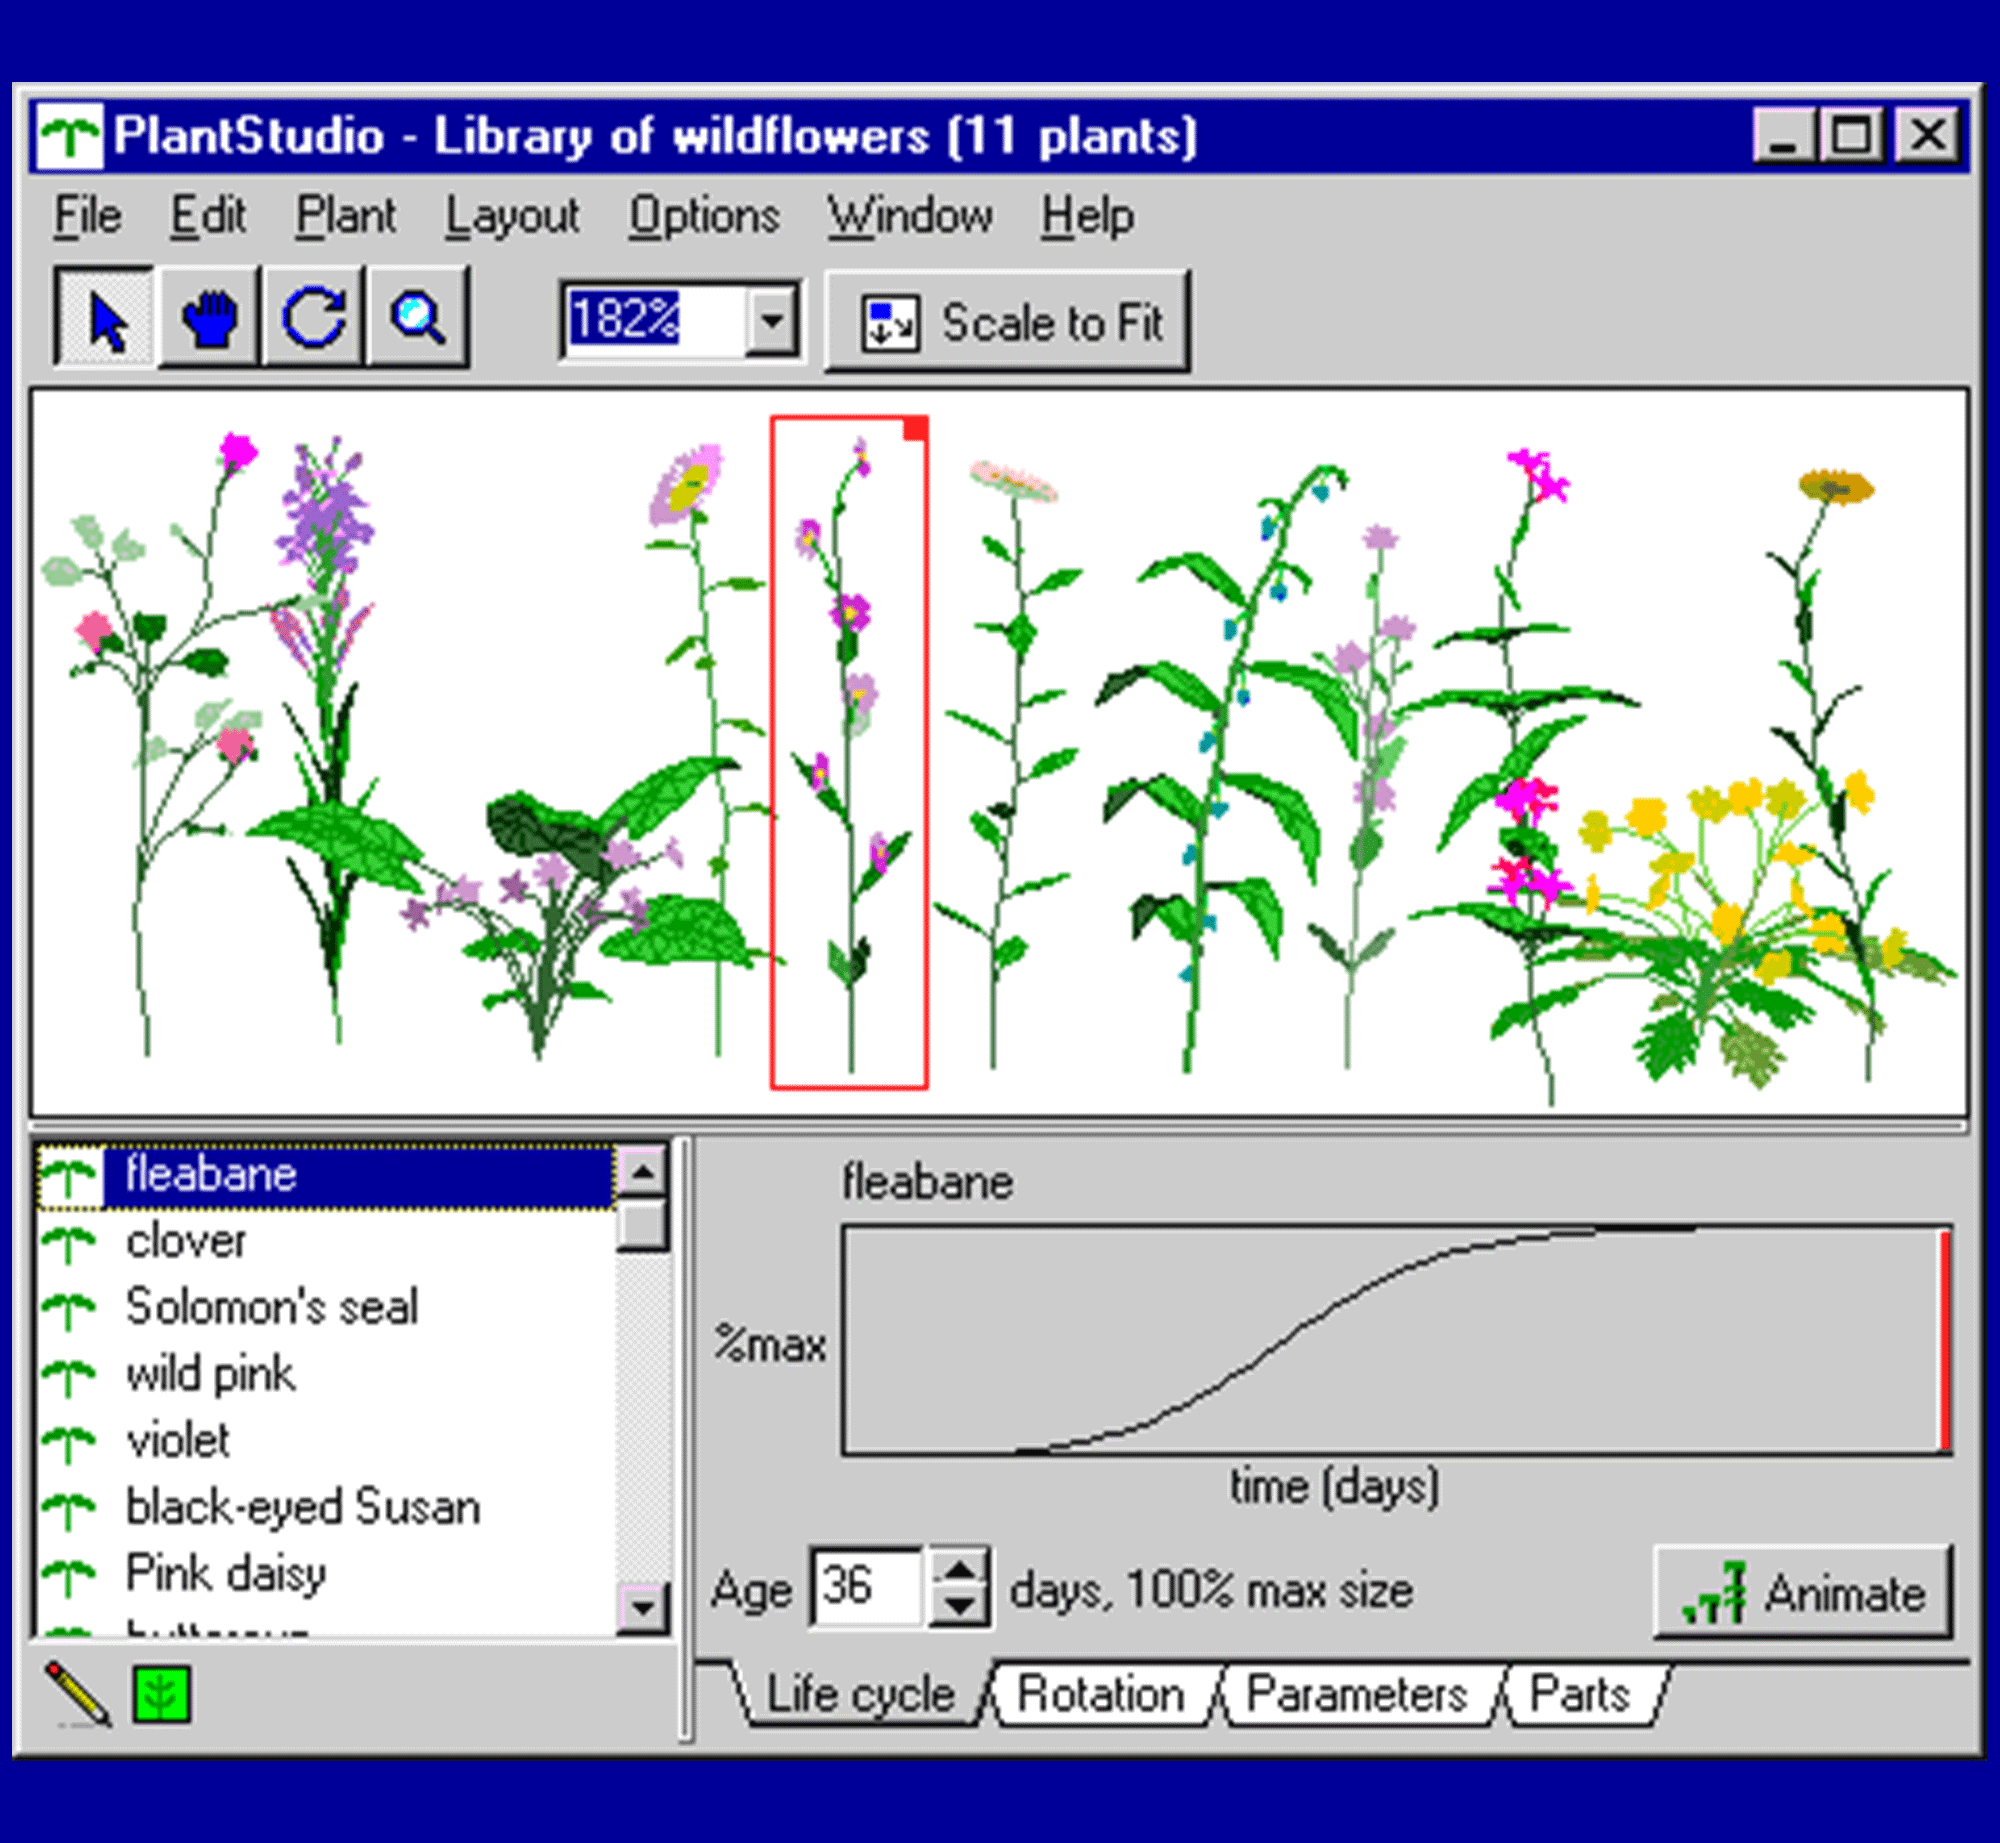 PlantStudio - Library of wildflowers (11 plants)
File Edit Plant Layout Options Window Help
182% Scale to Fit
fleabane
clover
Solomon's seal
wild pink
violet
black-eyed Susan
Pink daisy
fleabane
%max
time (days)
Age 36 days, 100% max size
Animate
Life cycle Rotation Parameters Parts